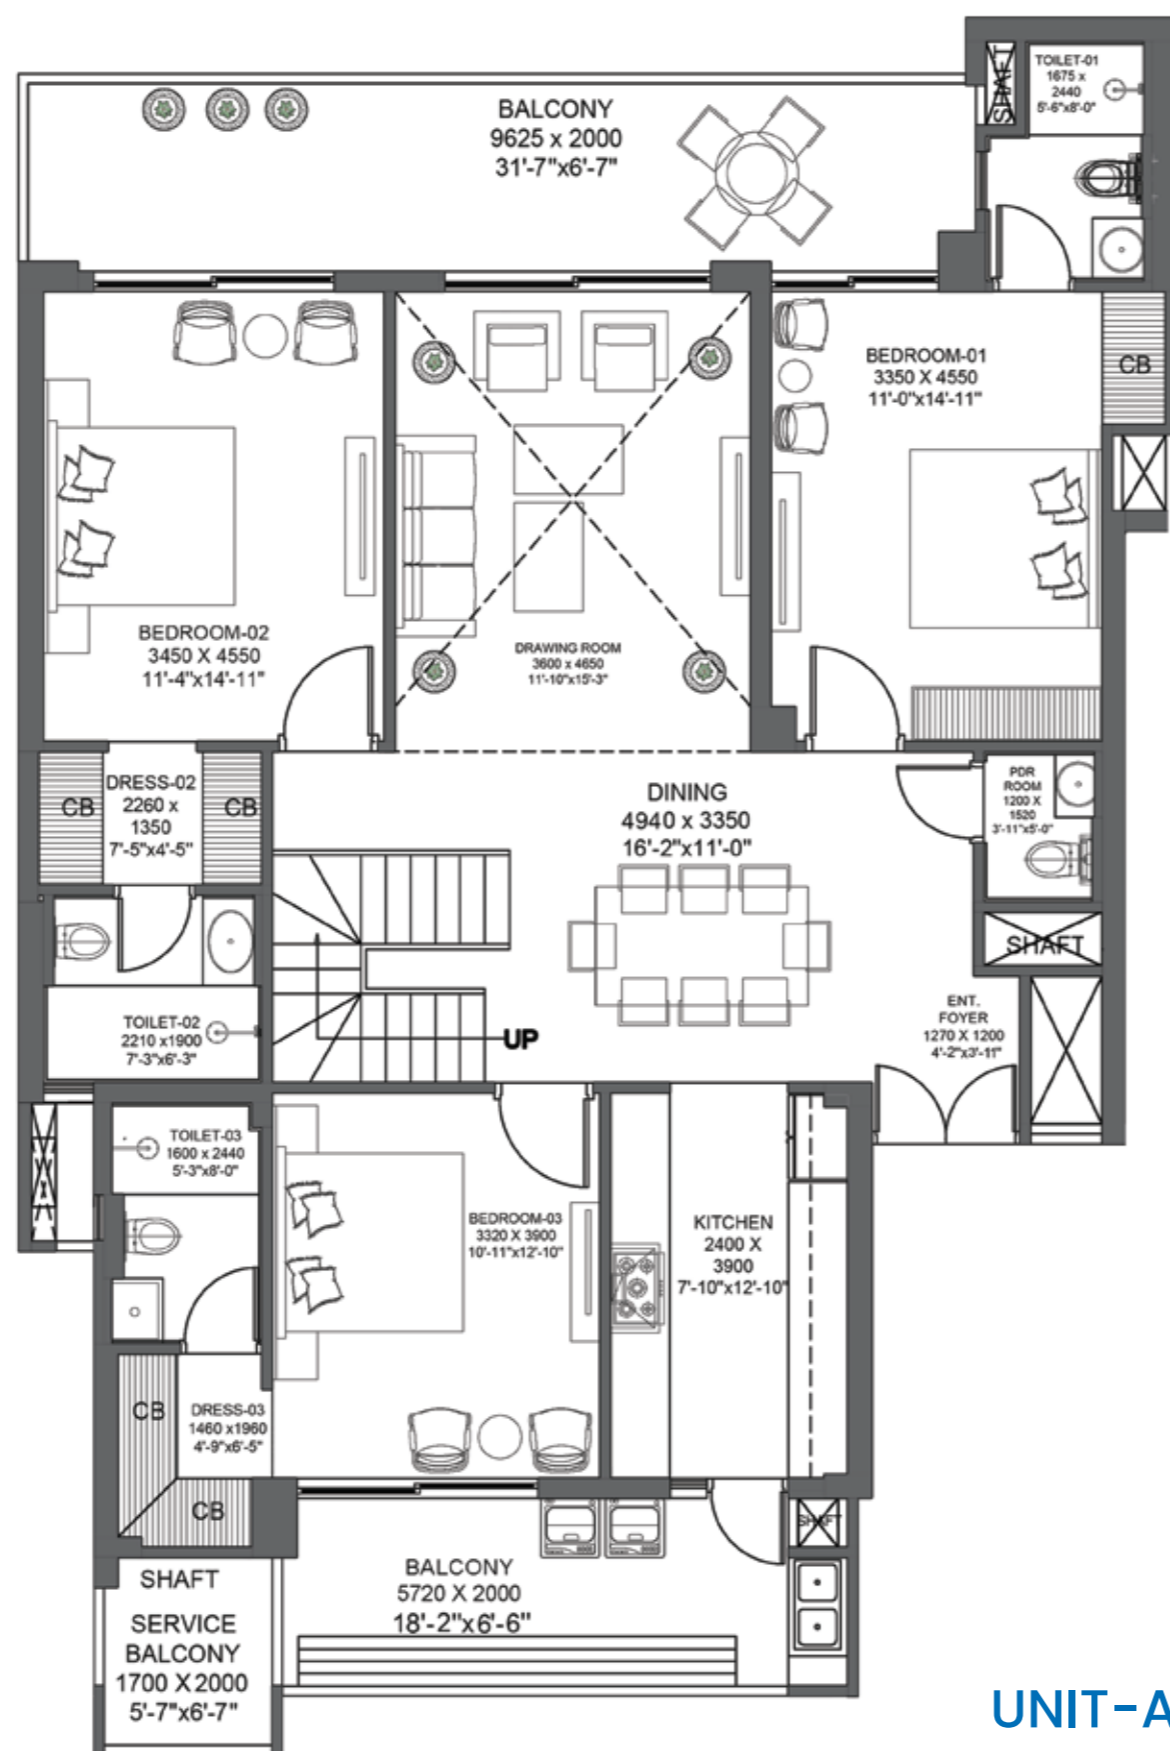 SHAFT
TOILET-01
1675 x
2440
5'-6"x8'-0"
BALCONY
9625 x 2000
31'-7"x6'-7"
BEDROOM-01
3350 X 4550
11'-0"x14'-11"
CB
BEDROOM-02
3450 X 4550
11'-4"x14'-11"
DRAWING ROOM
3600 x 4650
11'-10"x15'-3"
CB
DRESS-02
2260 x
1350
7'-5"x4'-5"
CB
DINING
4940 x 3350
16'-2"x11'-0"
PDR
ROOM
1200 X
1520
3'-11"x5'-0"
SHAFT
TOILET-02
2210 x1900
7'-3"x6'-3"
UP
ENT.
FOYER
1270 X 1200
4'-2"x3'-11"
TOILET-03
1600 x 2440
5'-3"x8'-0"
BEDROOM-03
3320 X 3900
10'-11"x12'-10"
KITCHEN
2400 X
3900
7'-10"x12'-10"
CB
DRESS-03
1460 x1960
4'-9"x6'-5"
CB
SHAFT
BALCONY
5720 X 2000
18'-2"x6'-6"
SHAFT
SERVICE
BALCONY
1700 X 2000
5'-7"x6'-7"
UNIT-A